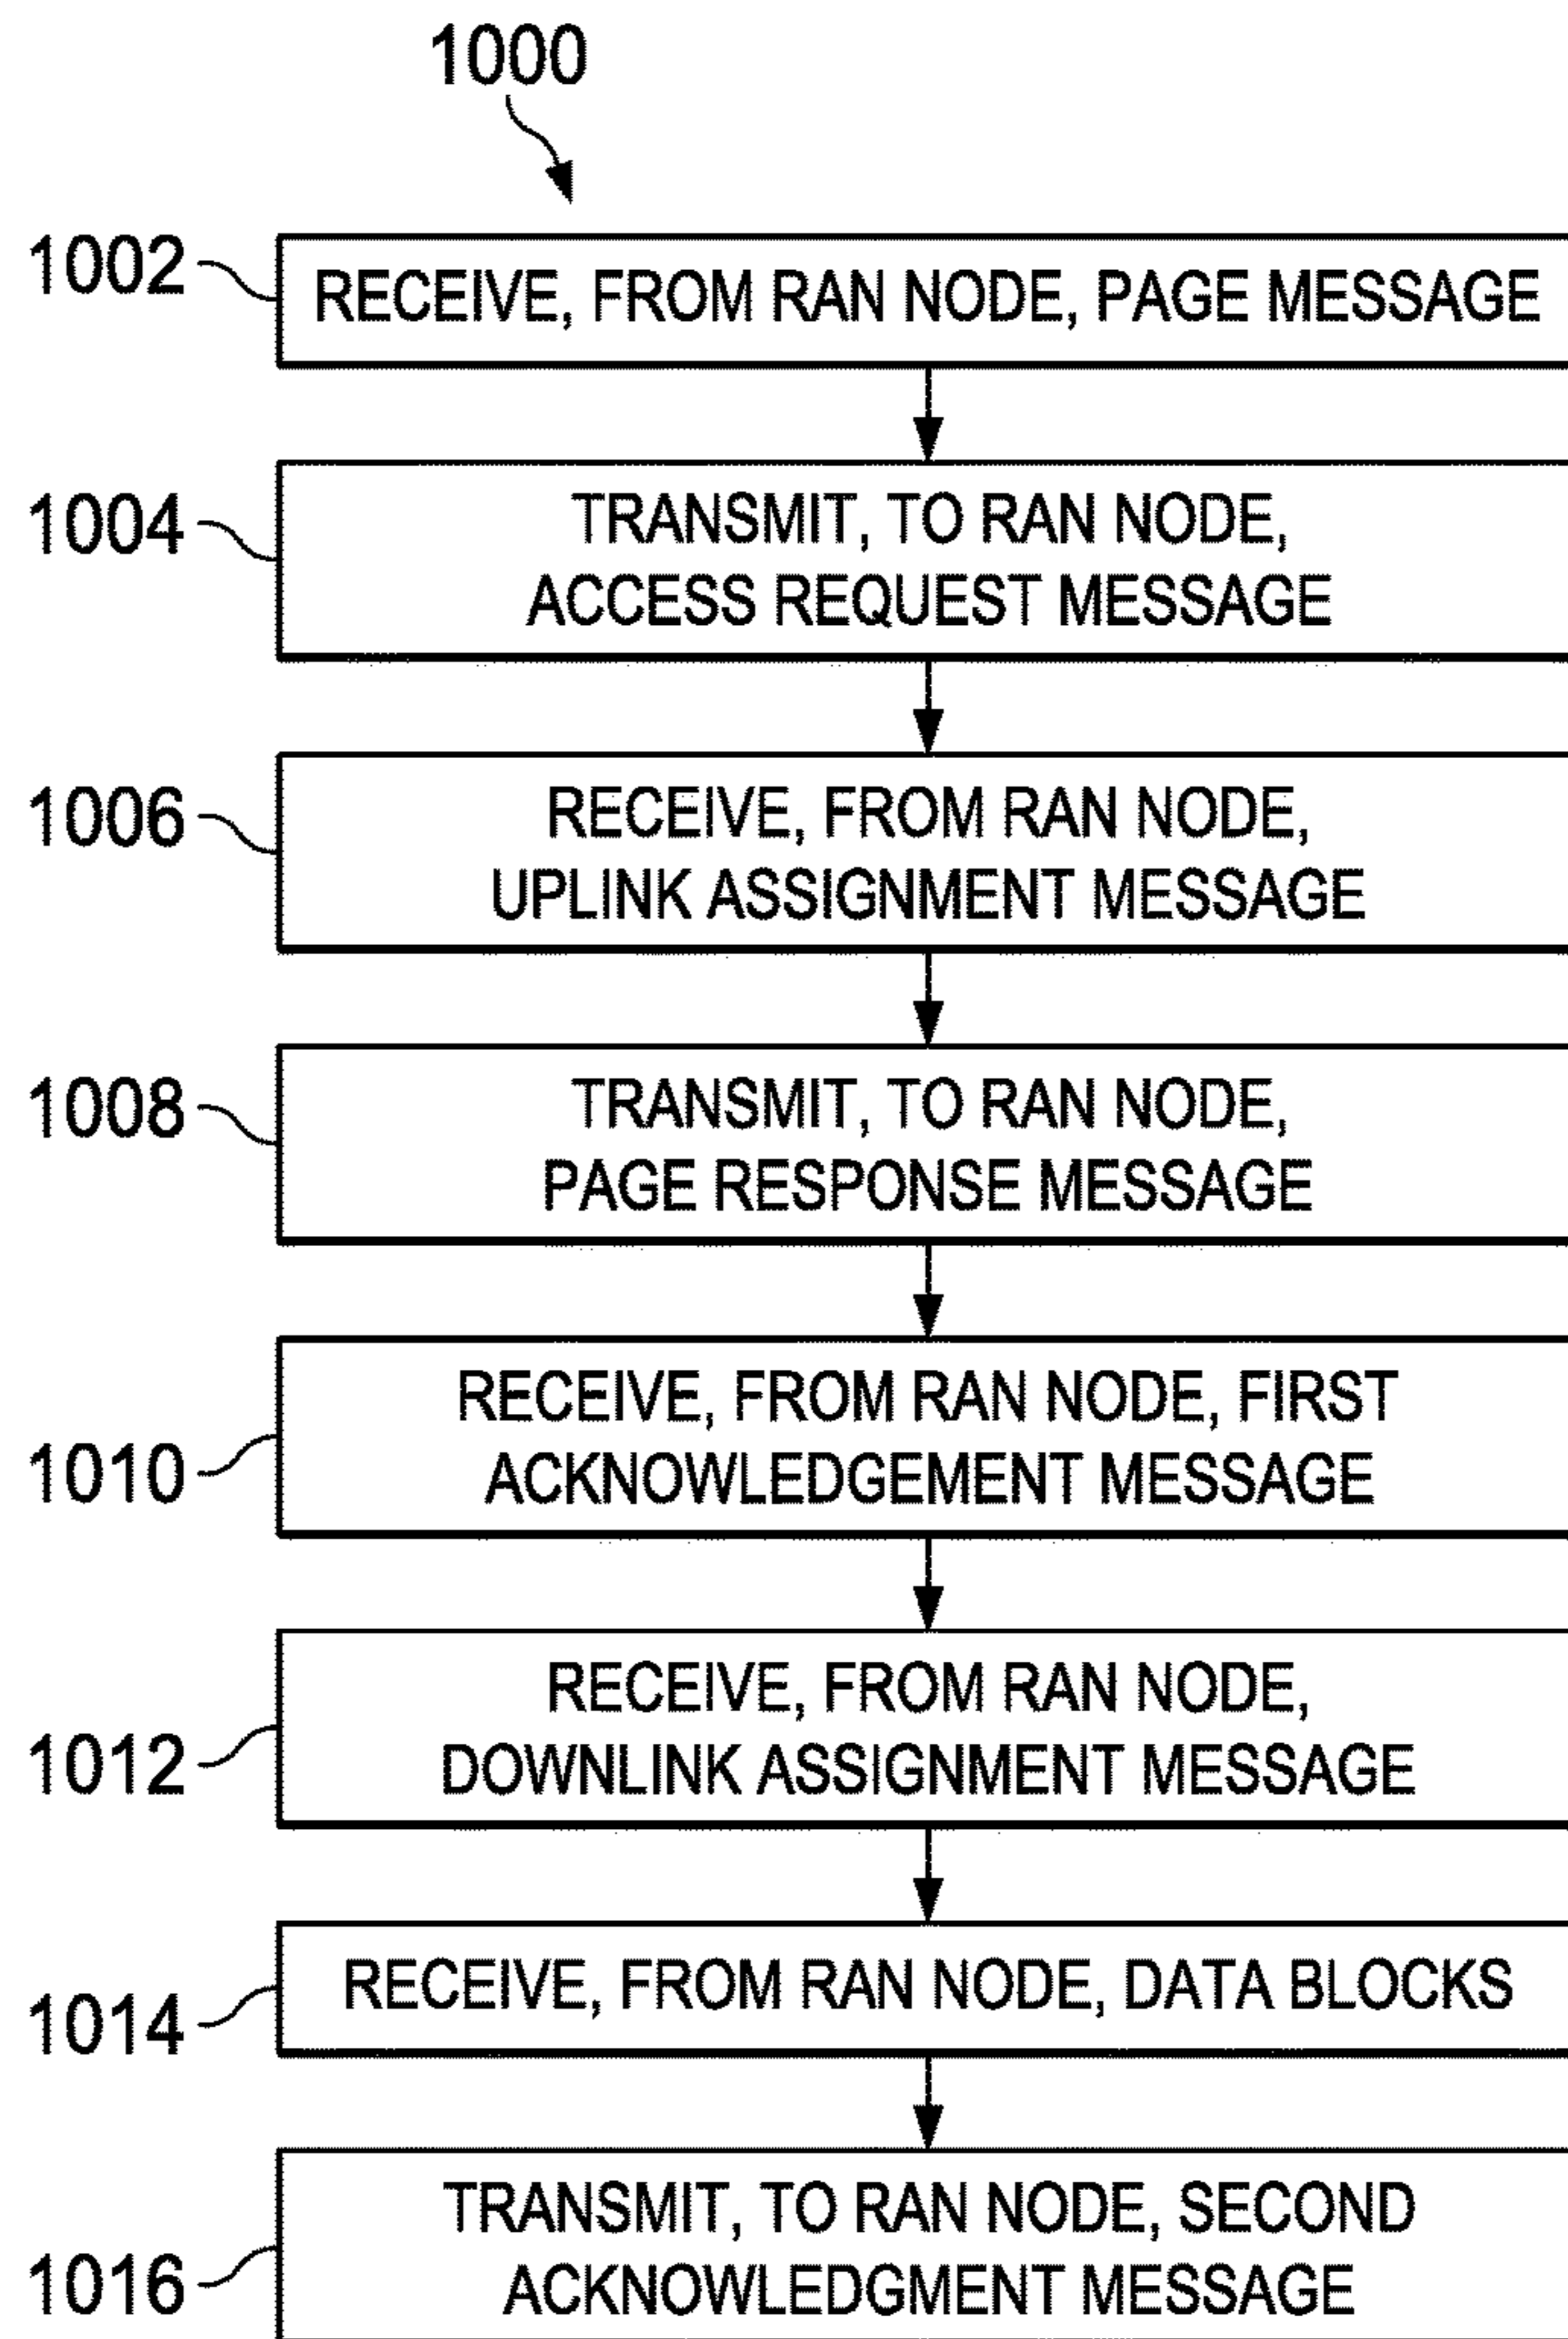 1000
1002
RECEIVE, FROM RAN NODE, PAGE MESSAGE
1004
TRANSMIT, TO RAN NODE,
ACCESS REQUEST MESSAGE
1006
RECEIVE, FROM RAN NODE,
UPLINK ASSIGNMENT MESSAGE
1008
TRANSMIT, TO RAN NODE,
PAGE RESPONSE MESSAGE
1010
RECEIVE, FROM RAN NODE, FIRST
ACKNOWLEDGEMENT MESSAGE
1012
RECEIVE, FROM RAN NODE,
DOWNLINK ASSIGNMENT MESSAGE
1014
RECEIVE, FROM RAN NODE, DATA BLOCKS
1016
TRANSMIT, TO RAN NODE, SECOND
ACKNOWLEDGMENT MESSAGE